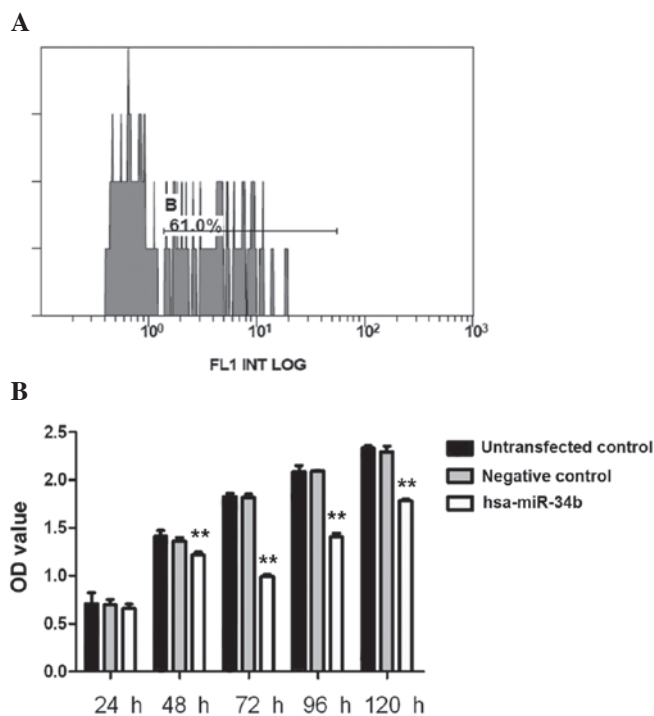 A
B
61.0%
10⁰ 10¹ 10² 10³
FL1 INT LOG
B
2.5
2.0
1.5
1.0
0.5
0.0
OD value
** ** ** **
24 h 48 h 72 h 96 h 120 h
Untransfected control
Negative control
hsa-miR-34b